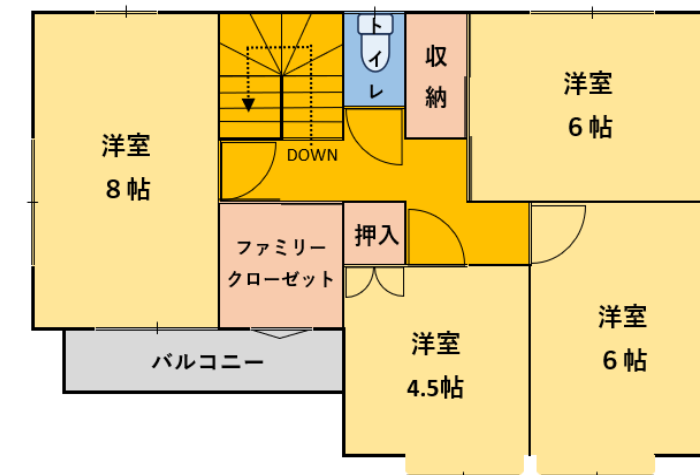 トイレ
収納
洋室
6帖
洋室
8帖
DOWN
ファミリー
クローゼット
押入
洋室
4.5帖
洋室
6帖
バルコニー